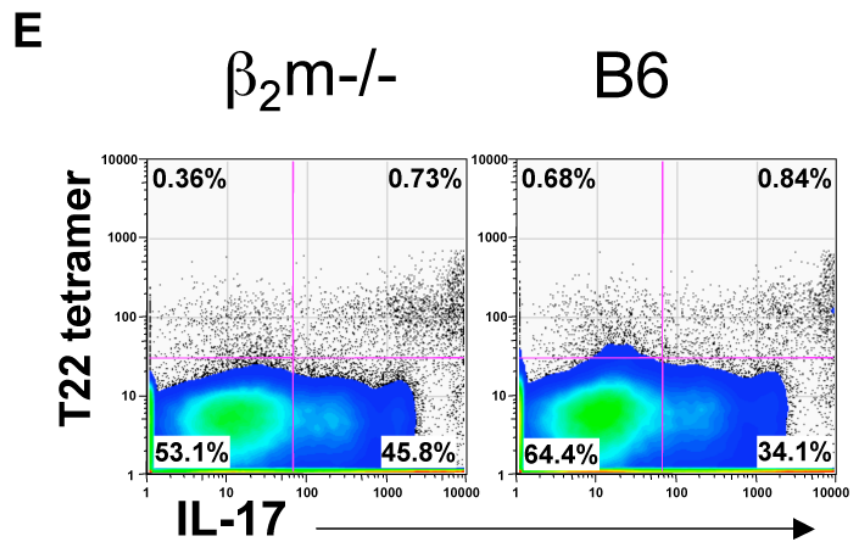 E
β₂m-/- B6
T22 tetramer
10000 10000
0.36% 0.73% 0.68% 0.84%
1000 1000
100 100
10 10
53.1% 45.8% 64.4% 34.1%
1 1
1 10 100 1000 10000 1 10 100 1000 10000
IL-17